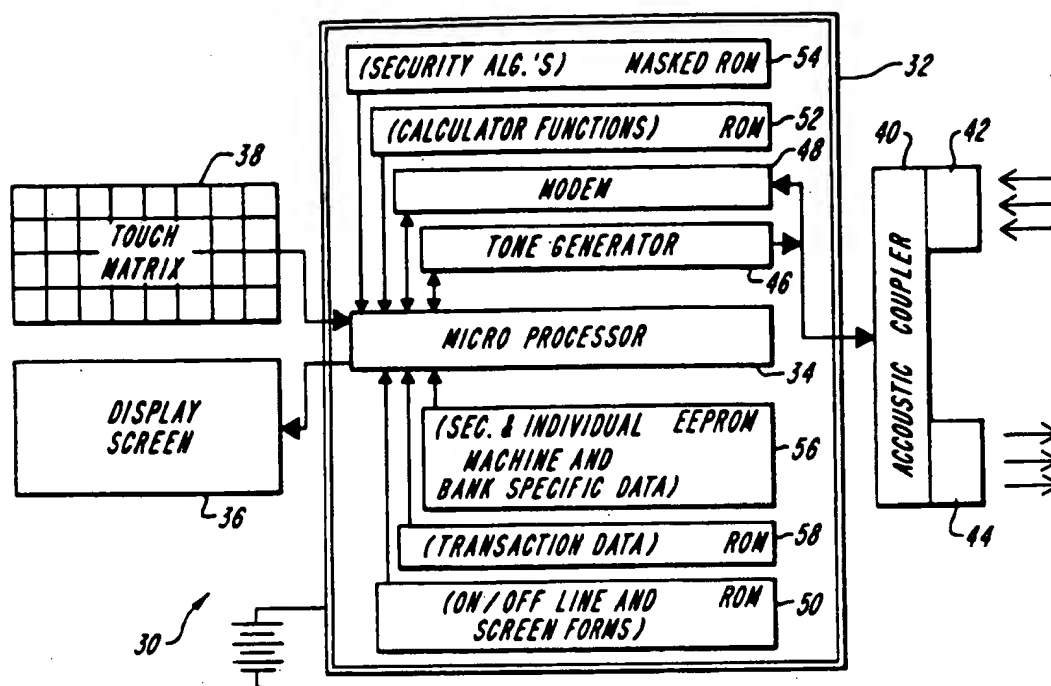 (SECURITY ALG.'S) MASKED ROM
54
32
(CALCULATOR FUNCTIONS) ROM
52
40
42
38
48
MODEM
TOUCH
MATRIX
TONE GENERATOR
46
MICRO PROCESSOR
34
ACCOUSTIC COUPLER
DISPLAY
SCREEN
36
(SEC. & INDIVIDUAL EEPROM
MACHINE AND
BANK SPECIFIC DATA)
56
44
(TRANSACTION DATA) ROM
58
(ON/OFF LINE AND ROM
SCREEN FORMS)
50
30